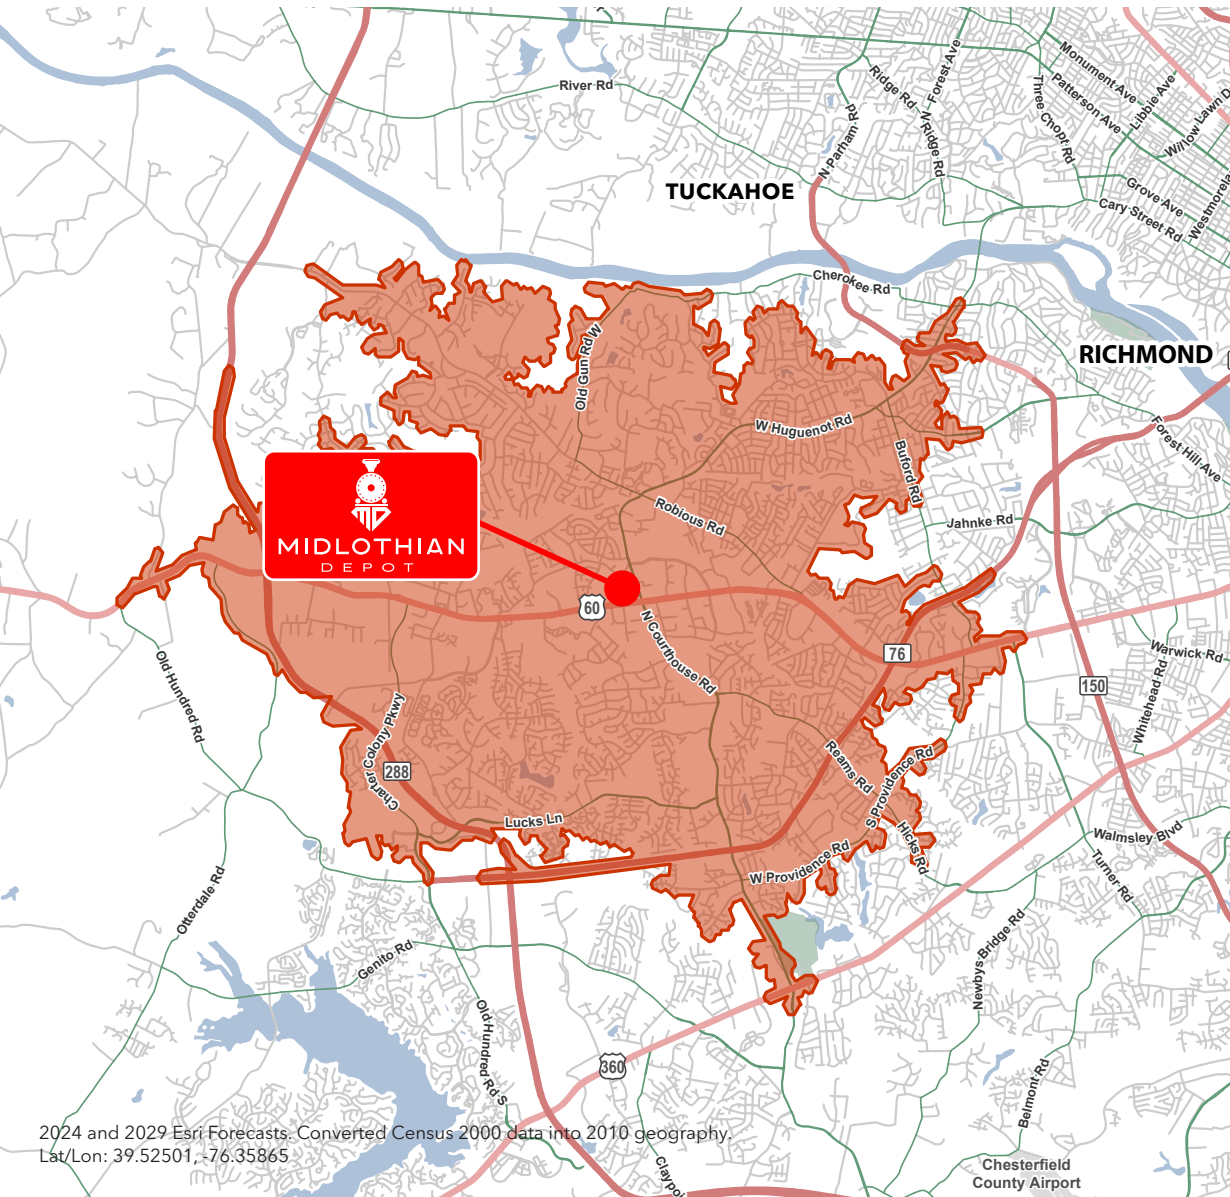 River Rd
Ridge Rd
N Forest Ave
N Ridge Rd
N Parham Rd
Monument Ave
Patterson Ave
Three Chopt Rd
Libbie Ave
Willow Lawn D
Grove Ave
Cary Street Rd
Westmorela
TUCKAHOE
Cherokee Rd
RICHMOND
Old Gun Rd W
W Huguenot Rd
Buford Rd
Forest Hill Ave
Robious Rd
Jahnke Rd
MIDLOTHIAN
DEPOT
60
N Courthouse Rd
76
150
Warwick Rd
Whitehead Rd
Old Hundred Rd
Charter Colony Pkwy
288
Reams Rd
S Providence Rd
Lucks Ln
Hicks Rd
W Providence Rd
Walmsley Blvd
Turner Rd
Otterdale Rd
Genito Rd
Newbys Bridge Rd
Old Hundred Rd S
360
Belmont Rd
2024 and 2029 Esri Forecasts. Converted Census 2000 data into 2010 geography.
Lat/Lon: 39.52501, -76.35865
Claypoi
Chesterfield
County Airport